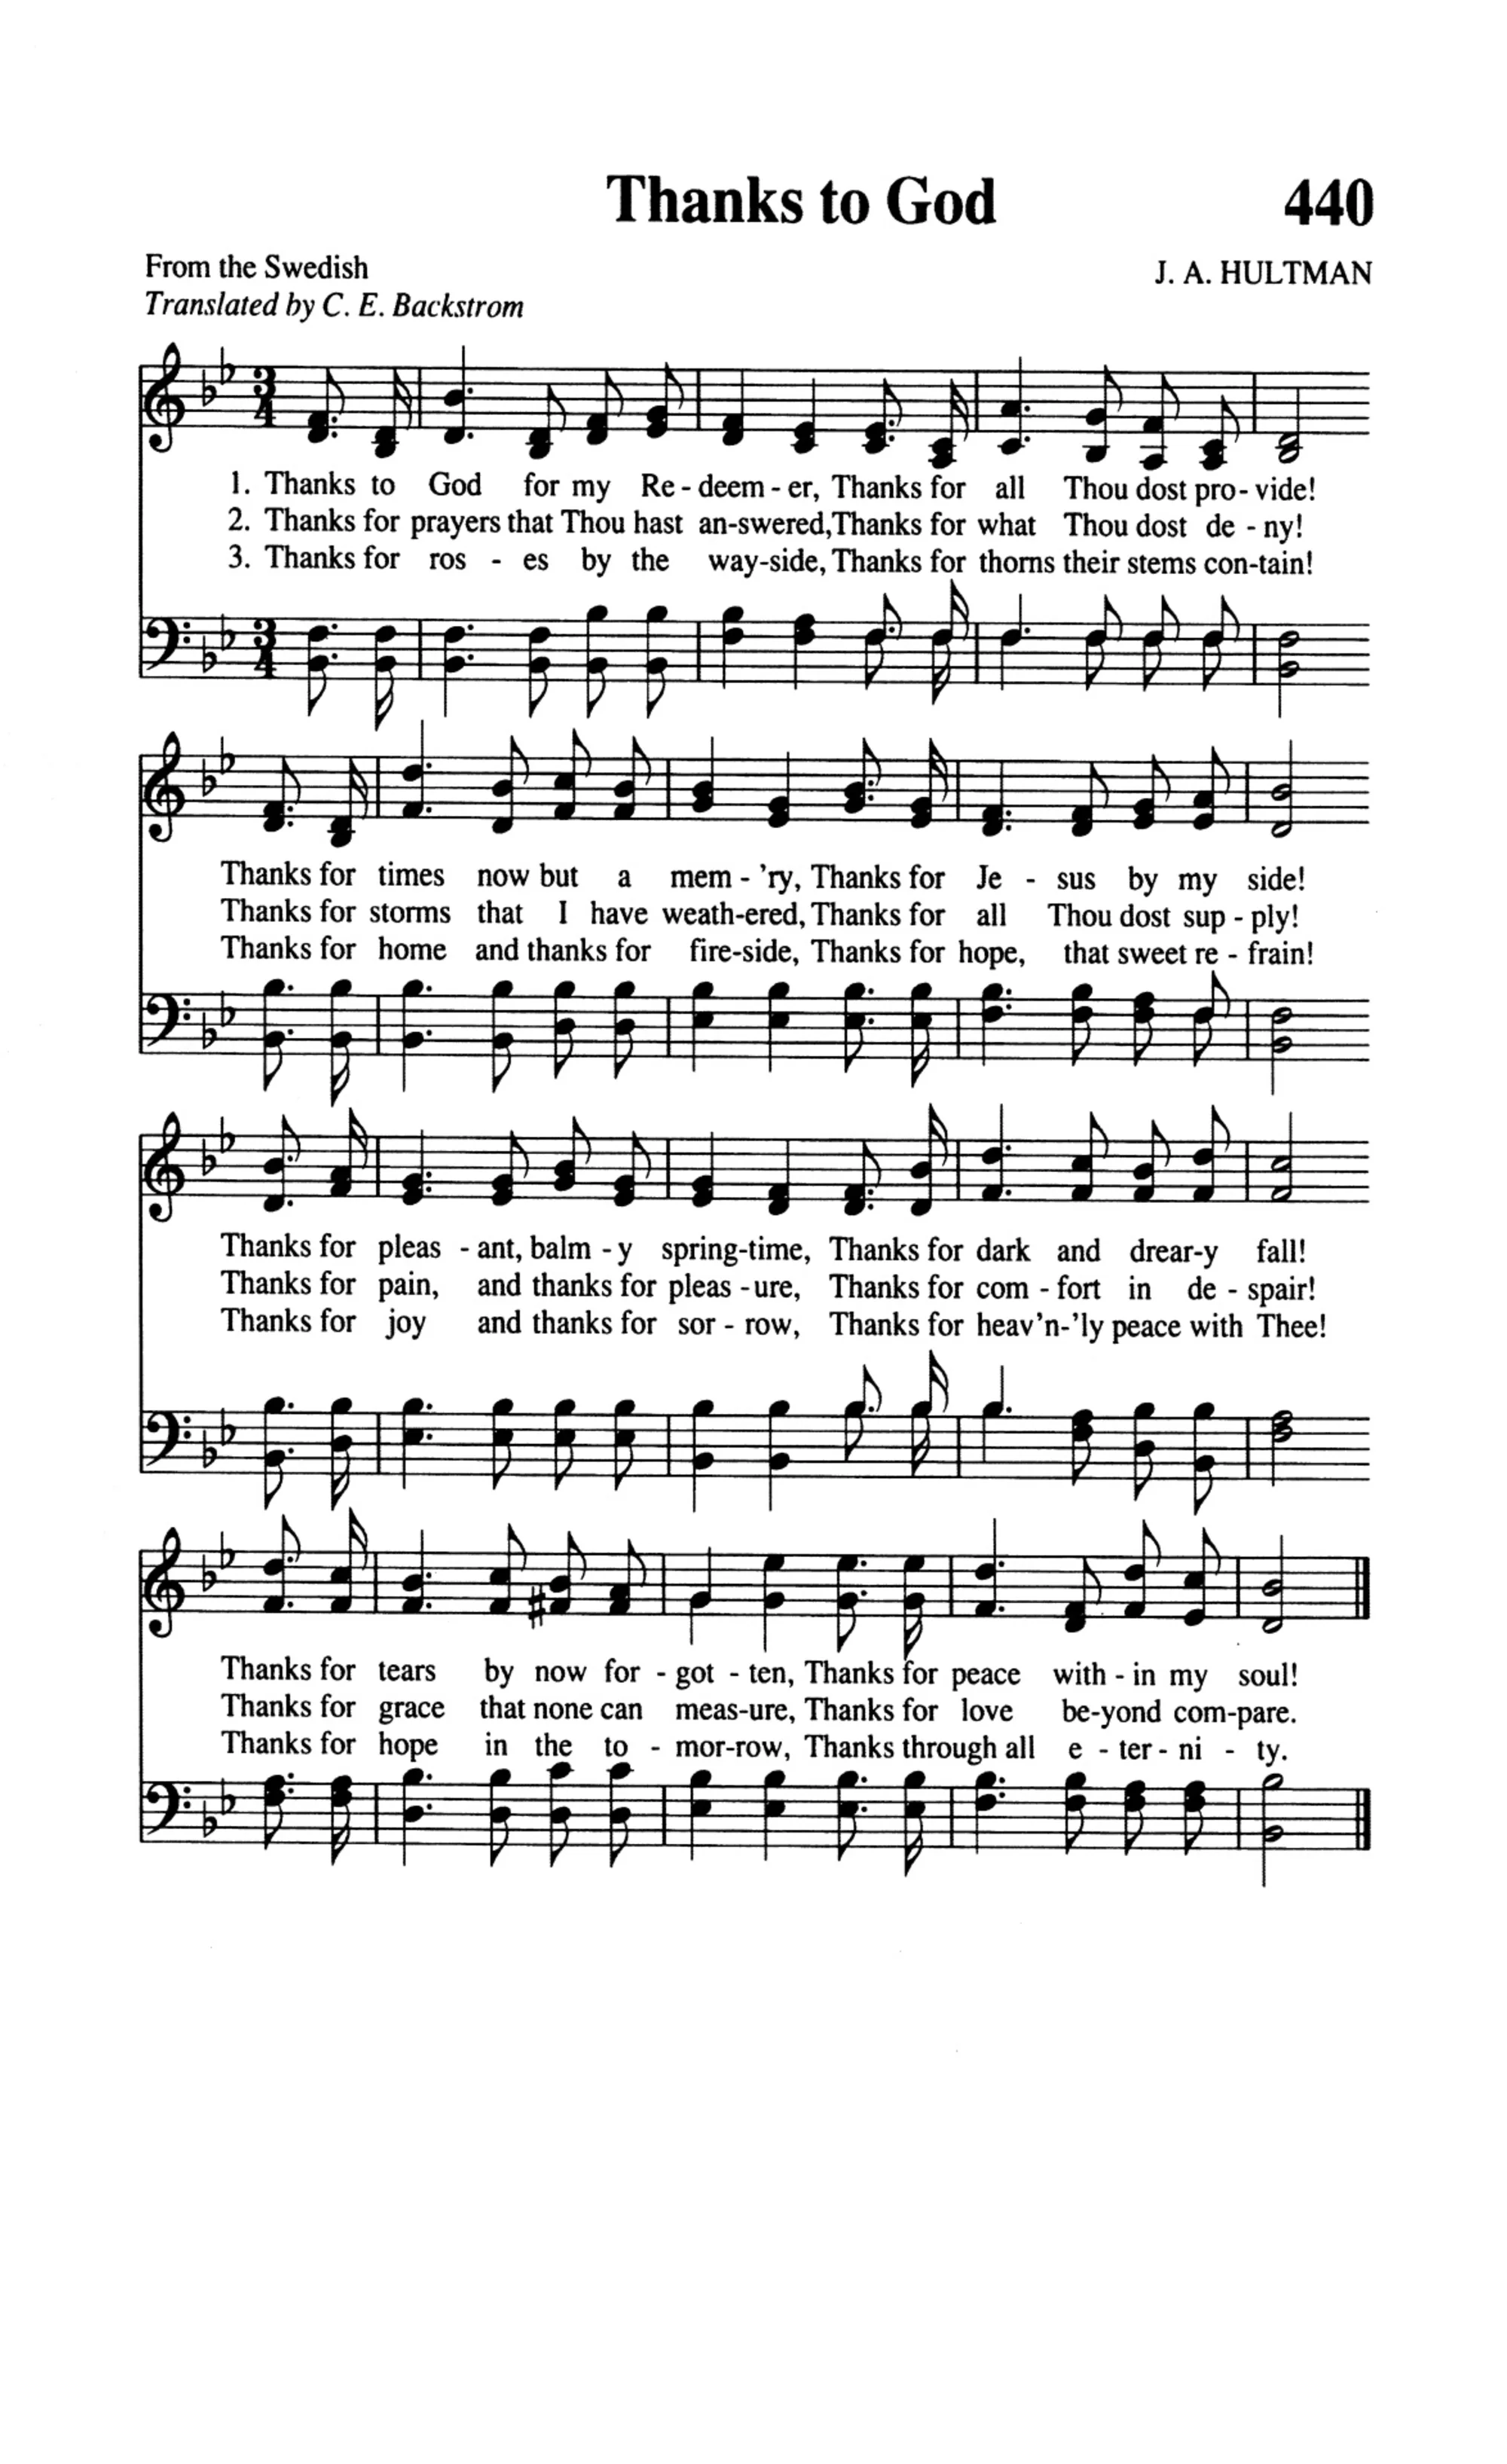 Thanks to God 440
From the Swedish J. A. HULTMAN
Translated by C. E. Backstrom
3 4
1. Thanks to God for my Re - deem - er, Thanks for all Thou dost pro - vide!
2. Thanks for prayers that Thou hast an-swered, Thanks for what Thou dost de - ny!
3. Thanks for ros - es by the way-side, Thanks for thorns their stems con-tain!
3 4
Thanks for times now but a mem - 'ry, Thanks for Je - sus by my side!
Thanks for storms that I have weath-ered, Thanks for all Thou dost sup - ply!
Thanks for home and thanks for fire-side, Thanks for hope, that sweet re - frain!
Thanks for pleas - ant, balm - y spring-time, Thanks for dark and drear-y fall!
Thanks for pain, and thanks for pleas - ure, Thanks for com - fort in de - spair!
Thanks for joy and thanks for sor - row, Thanks for heav'n-'ly peace with Thee!
Thanks for tears by now for - got - ten, Thanks for peace with - in my soul!
Thanks for grace that none can meas-ure, Thanks for love be-yond com-pare.
Thanks for hope in the to - mor-row, Thanks through all e - ter - ni - ty.